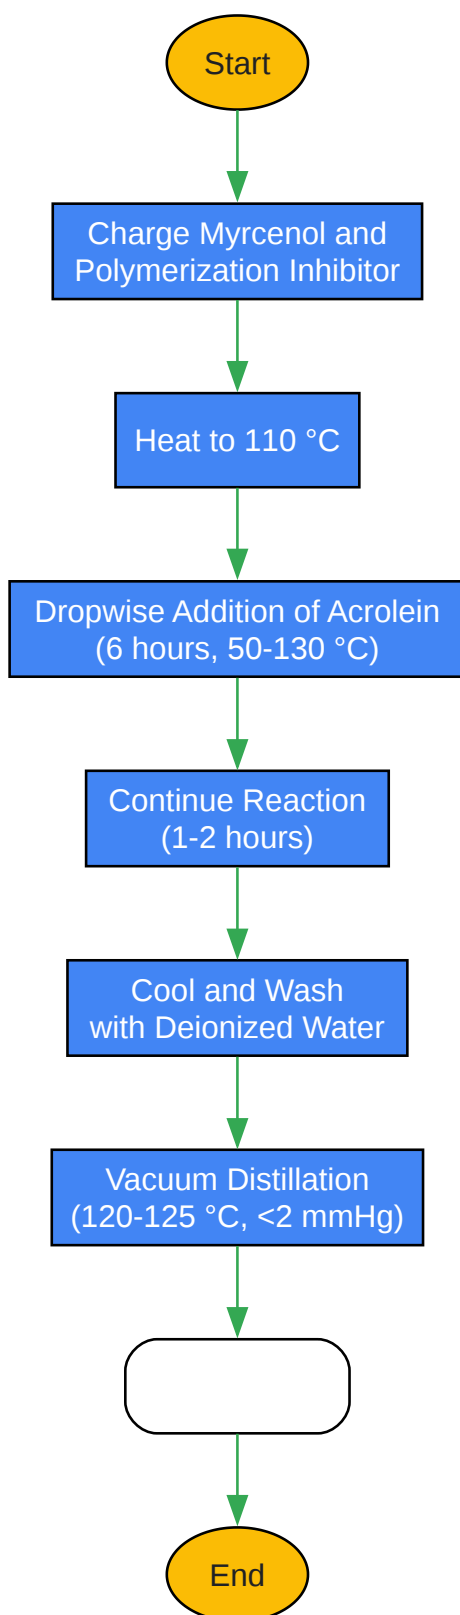 Start
Charge Myrcenol and
Polymerization Inhibitor
Heat to 110 °C
Dropwise Addition of Acrolein
(6 hours, 50-130 °C)
Continue Reaction
(1-2 hours)
Cool and Wash
with Deionized Water
Vacuum Distillation
(120-125 °C, <2 mmHg)
End